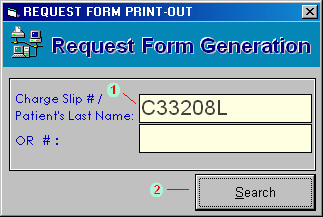 REQUEST FORM PRINT-OUT
Request Form Generation
1
Charge Slip # /
Patient's Last Name: C33208L
OR # :
2 Search